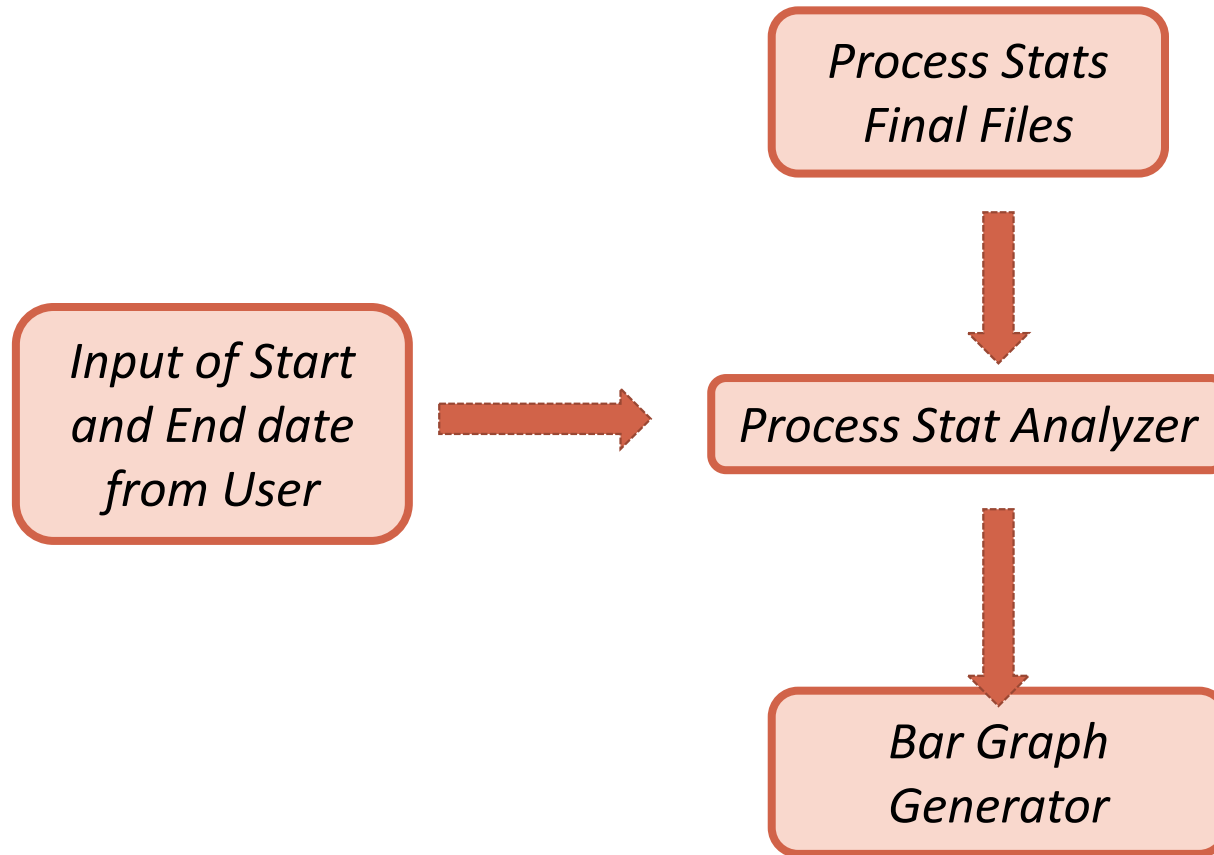 Process Stats
Final Files
Input of Start
and End date
from User
Process Stat Analyzer
Bar Graph
Generator